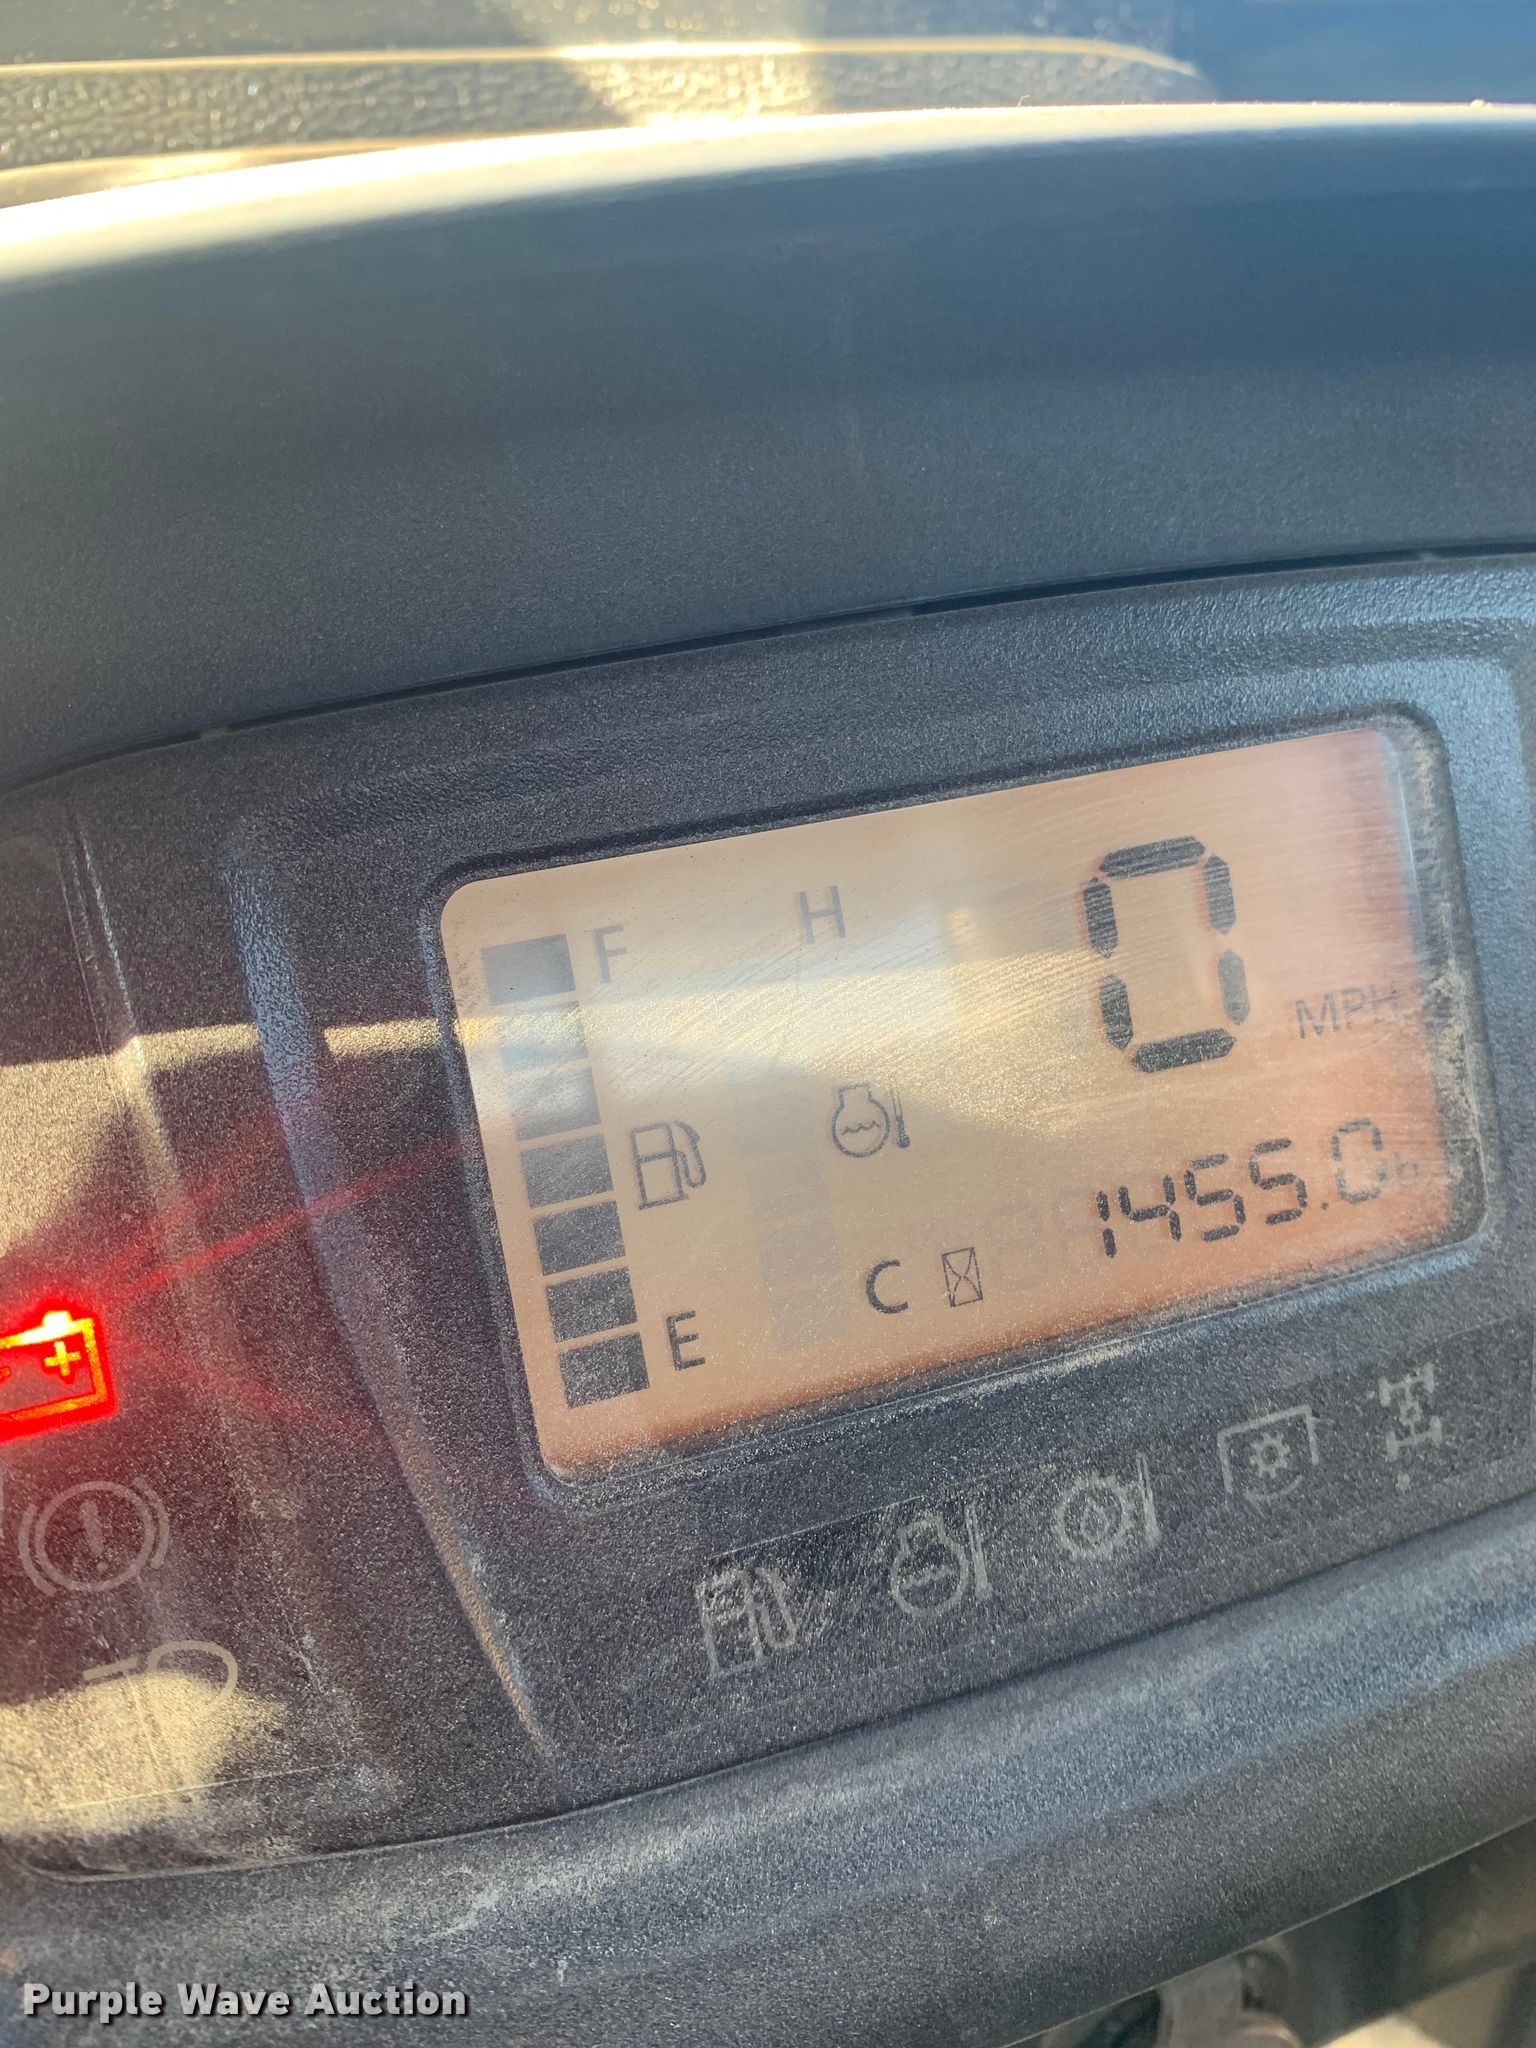 F
H
0
MPH
1455.0h
C
E
Purple Wave Auction